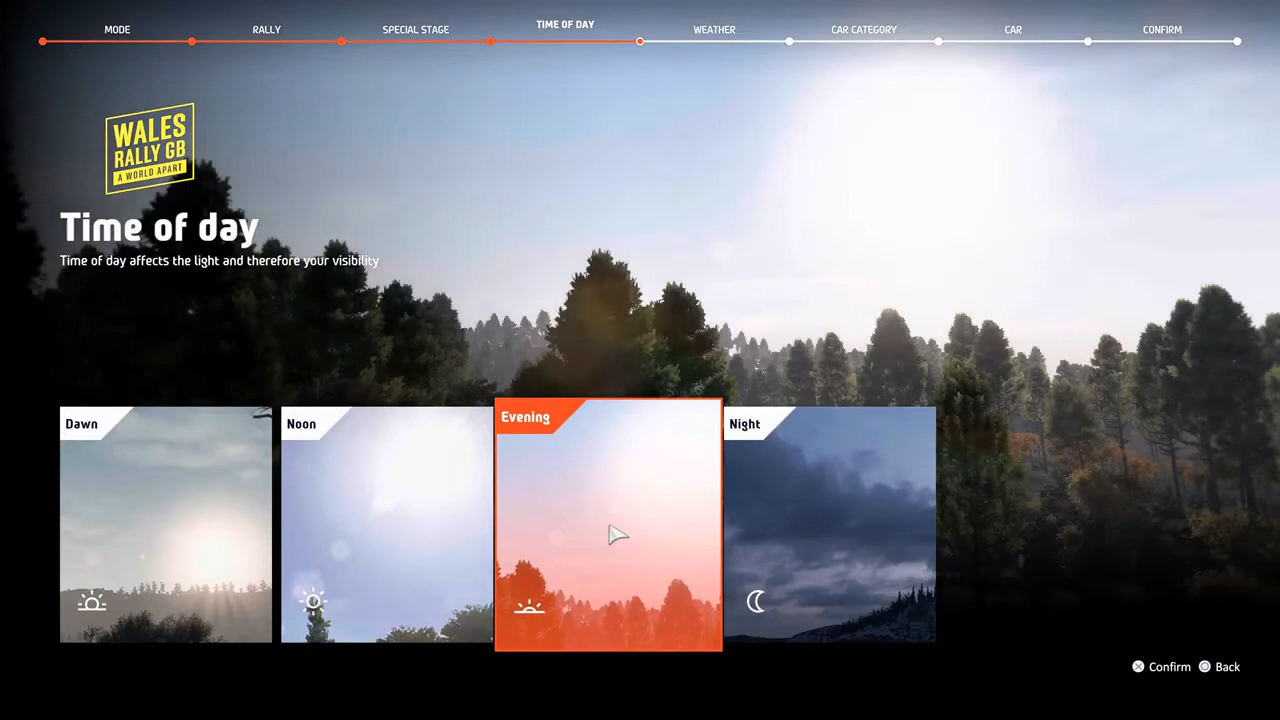 MODE
RALLY
SPECIAL STAGE
TIME OF DAY
WEATHER
CAR CATEGORY
CAR
CONFIRM
WALES
RALLY GB
A WORLD APART
Time of day
Time of day affects the light and therefore your visibility
Dawn
Noon
Evening
Night
Confirm
Back